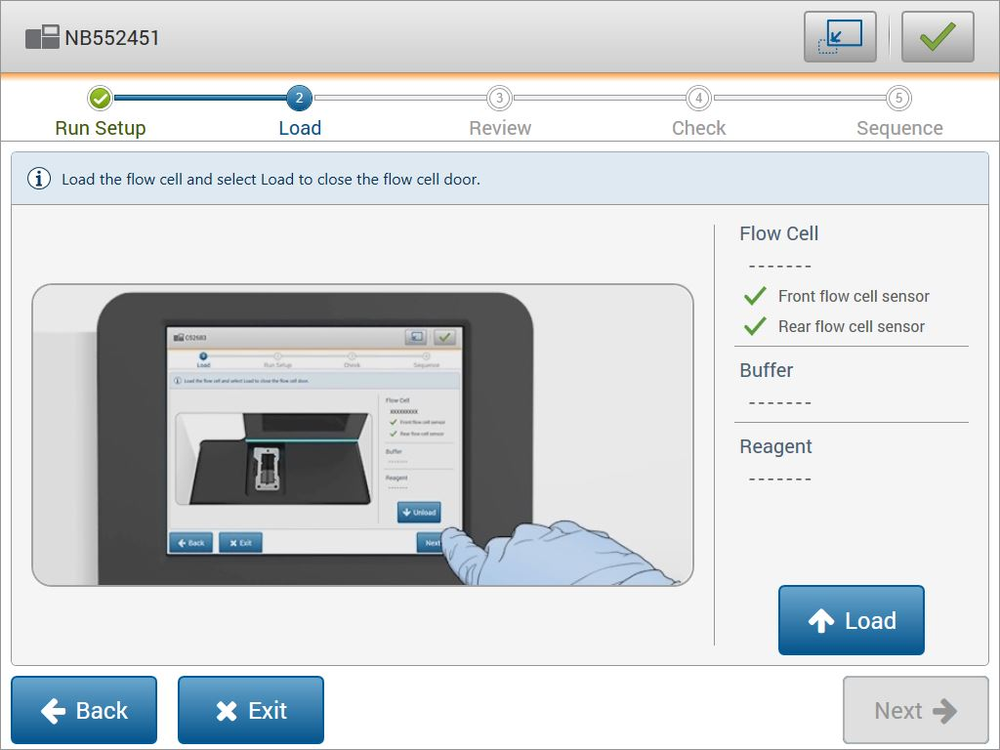 NB552451
2 3 4 5
Run Setup Load Review Check Sequence
Load the flow cell and select Load to close the flow cell door.
Flow Cell
-------
Front flow cell sensor
Rear flow cell sensor
Buffer
-------
Reagent
-------
Load
C92683
Load Run Setup Check Sequence
Load the flow cell and select Load to close the flow cell door.
Flow Cell
XXXXXXXXX
Front flow cell sensor
Rear flow cell sensor
Buffer
-------
Reagent
-------
Unload
Back Exit Next
Back Exit Next